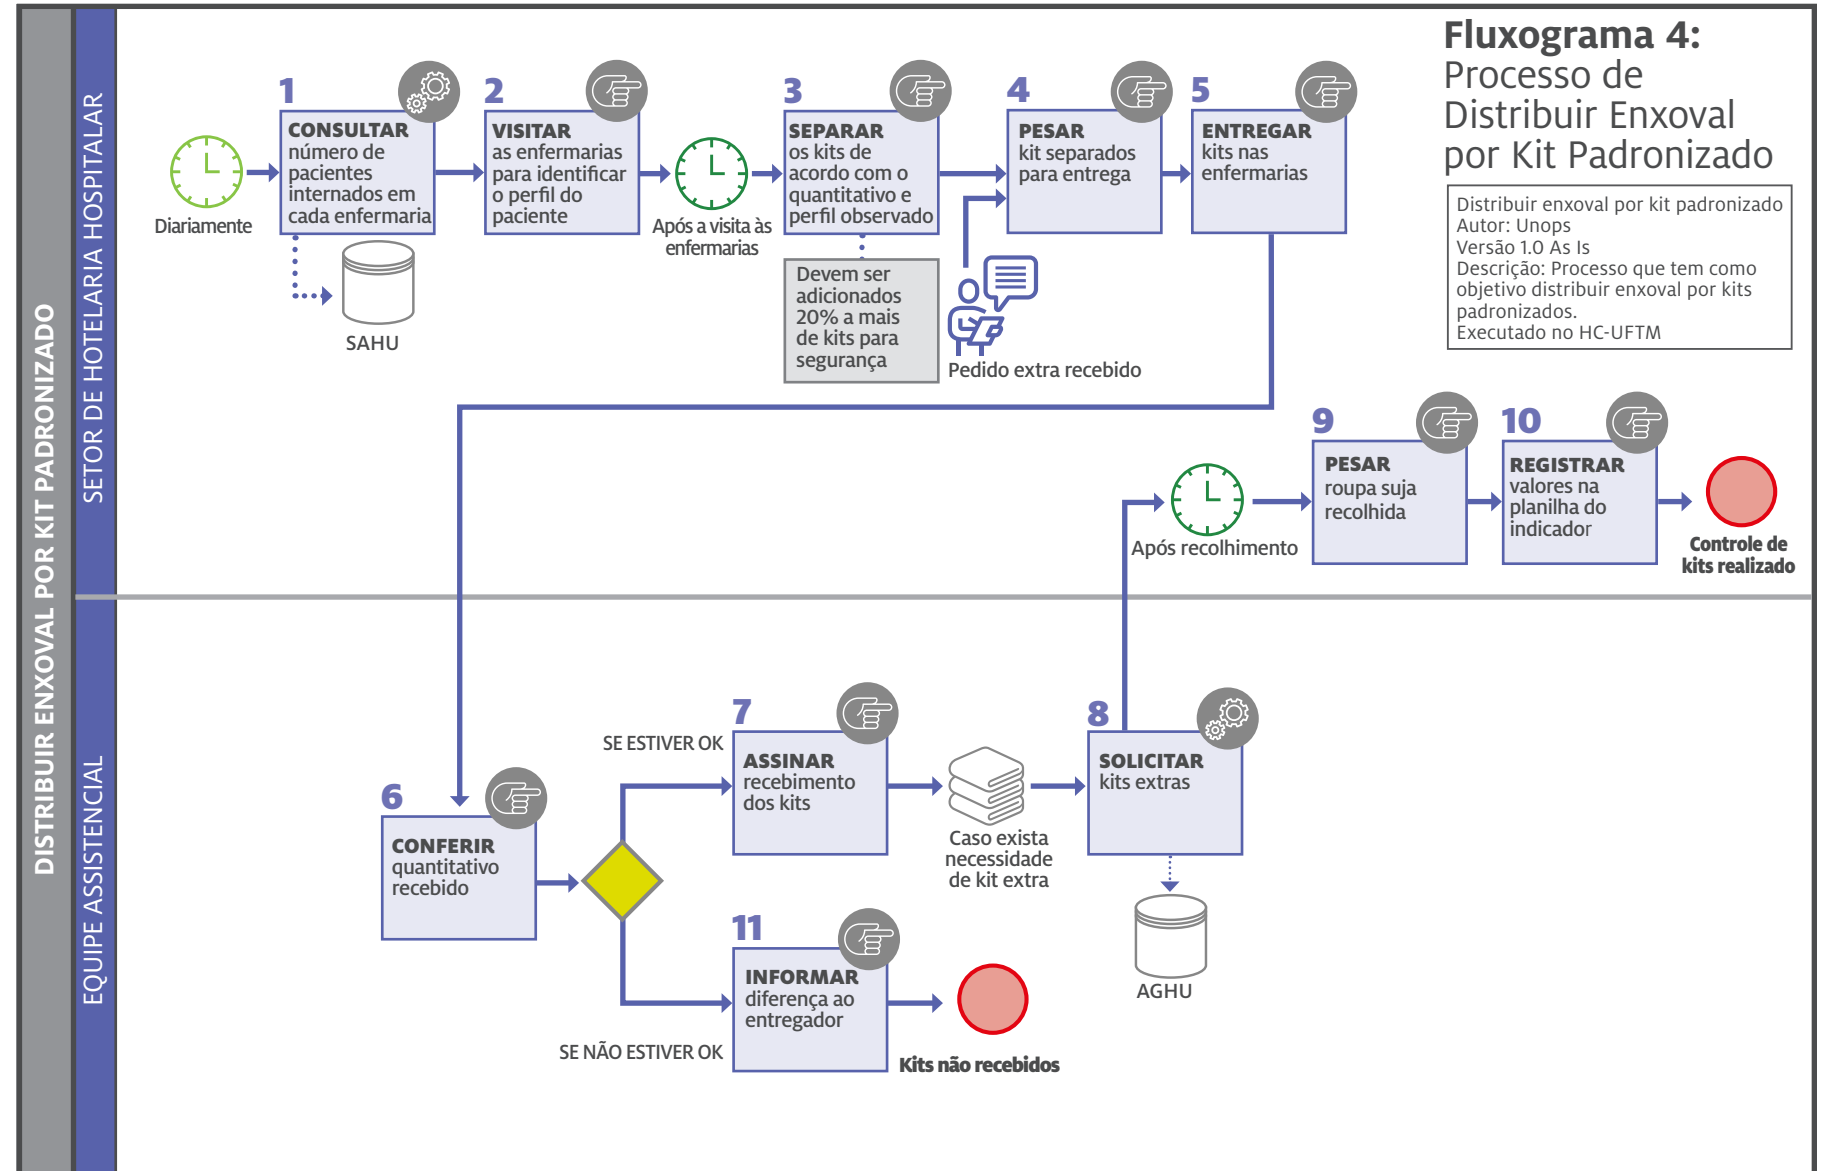 DISTRIBUIR ENXOVAL POR KIT PADRONIZADO
SETOR DE HOTELARIA HOSPITALAR
EQUIPE ASSISTENCIAL
Fluxograma 4:
Processo de
Distribuir Enxoval
por Kit Padronizado
Distribuir enxoval por kit padronizado
Autor: Unops
Versão 1.0 As Is
Descrição: Processo que tem como
objetivo distribuir enxoval por kits
padronizados.
Executado no HC-UFTM
Diariamente
1
CONSULTAR
número de
pacientes
internados em
cada enfermaria
SAHU
2
VISITAR
as enfermarias
para identificar
o perfil do
paciente
Após a visita às
enfermarias
3
SEPARAR
os kits de
acordo com o
quantitativo e
perfil observado
Devem ser
adicionados
20% a mais
de kits para
segurança
Pedido extra recebido
4
PESAR
kit separados
para entrega
5
ENTREGAR
kits nas
enfermarias
6
CONFERIR
quantitativo
recebido
SE ESTIVER OK
7
ASSINAR
recebimento
dos kits
Caso exista
necessidade
de kit extra
8
SOLICITAR
kits extras
AGHU
Após recolhimento
9
PESAR
roupa suja
recolhida
10
REGISTRAR
valores na
planilha do
indicador
Controle de
kits realizado
SE NÃO ESTIVER OK
11
INFORMAR
diferença ao
entregador
Kits não recebidos